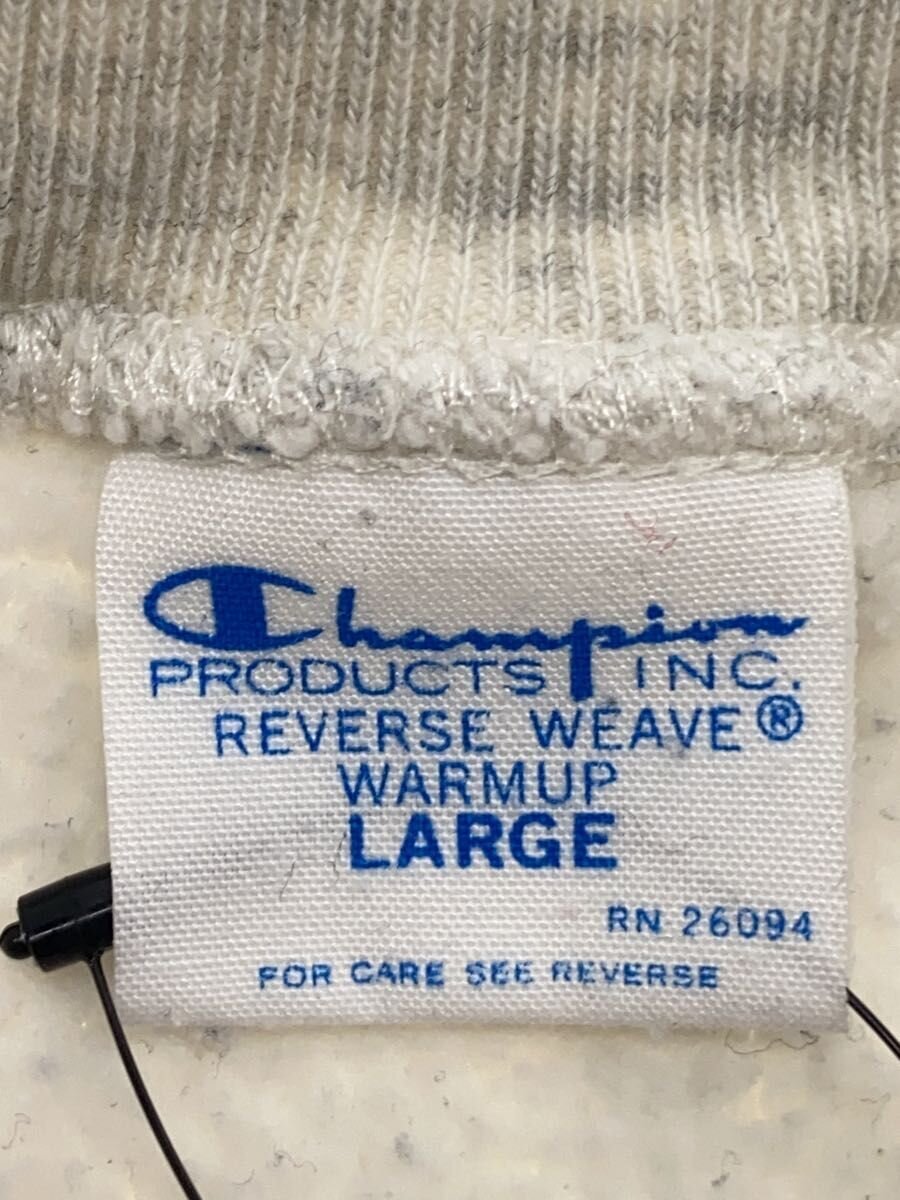 Champion
PRODUCTS INC.
REVERSE WEAVE®
WARMUP
LARGE
RN 26094
FOR CARE SEE REVERSE